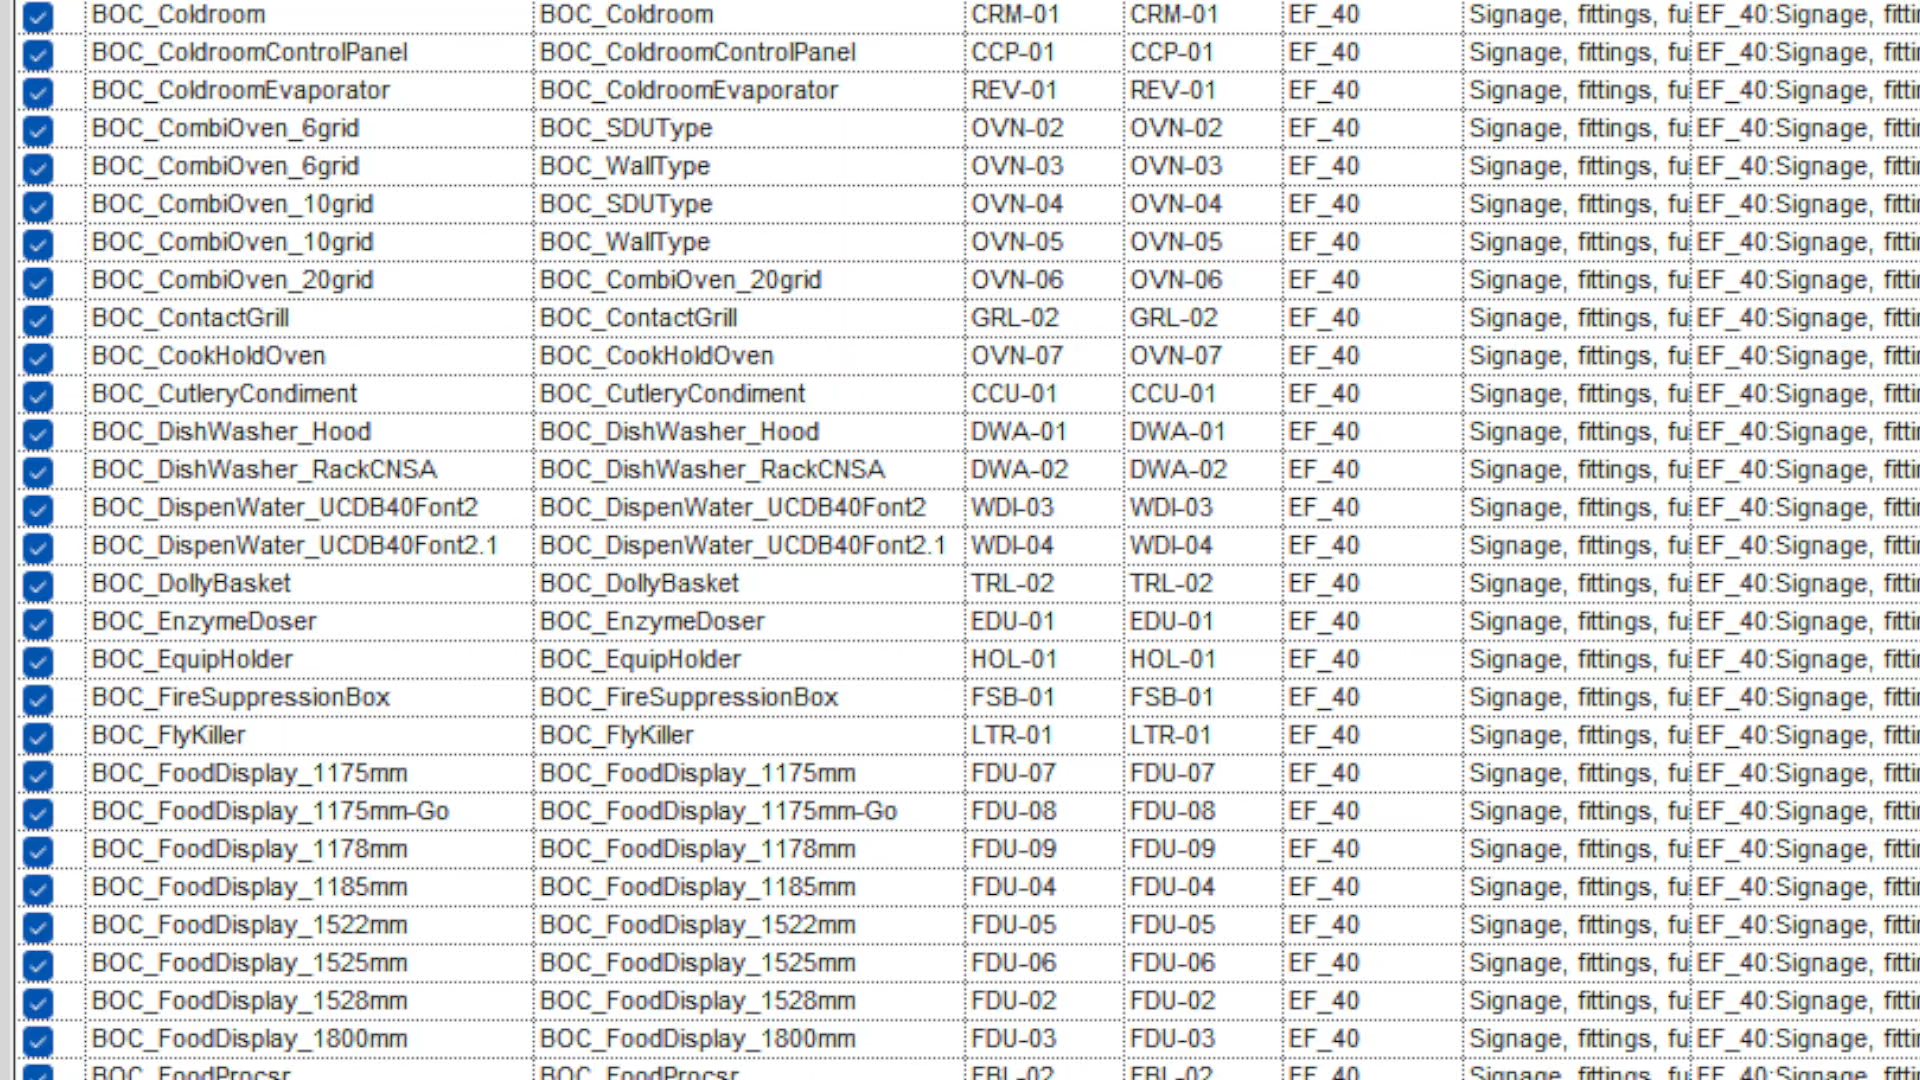 BOC_Coldroom BOC_Coldroom CRM-01 CRM-01 EF_40 Signage, fittings, fu EF_40:Signage, fitti
BOC_ColdroomControlPanel BOC_ColdroomControlPanel CCP-01 CCP-01 EF_40 Signage, fittings, fu EF_40:Signage, fitti
BOC_ColdroomEvaporator BOC_ColdroomEvaporator REV-01 REV-01 EF_40 Signage, fittings, fu EF_40:Signage, fitti
BOC_CombiOven_6grid BOC_SDUType OVN-02 OVN-02 EF_40 Signage, fittings, fu EF_40:Signage, fitti
BOC_CombiOven_6grid BOC_WallType OVN-03 OVN-03 EF_40 Signage, fittings, fu EF_40:Signage, fitti
BOC_CombiOven_10grid BOC_SDUType OVN-04 OVN-04 EF_40 Signage, fittings, fu EF_40:Signage, fitti
BOC_CombiOven_10grid BOC_WallType OVN-05 OVN-05 EF_40 Signage, fittings, fu EF_40:Signage, fitti
BOC_CombiOven_20grid BOC_CombiOven_20grid OVN-06 OVN-06 EF_40 Signage, fittings, fu EF_40:Signage, fitti
BOC_ContactGrill BOC_ContactGrill GRL-02 GRL-02 EF_40 Signage, fittings, fu EF_40:Signage, fitti
BOC_CookHoldOven BOC_CookHoldOven OVN-07 OVN-07 EF_40 Signage, fittings, fu EF_40:Signage, fitti
BOC_CutleryCondiment BOC_CutleryCondiment CCU-01 CCU-01 EF_40 Signage, fittings, fu EF_40:Signage, fitti
BOC_DishWasher_Hood BOC_DishWasher_Hood DWA-01 DWA-01 EF_40 Signage, fittings, fu EF_40:Signage, fitti
BOC_DishWasher_RackCNSA BOC_DishWasher_RackCNSA DWA-02 DWA-02 EF_40 Signage, fittings, fu EF_40:Signage, fitti
BOC_DispenWater_UCDB40Font2 BOC_DispenWater_UCDB40Font2 WDI-03 WDI-03 EF_40 Signage, fittings, fu EF_40:Signage, fitti
BOC_DispenWater_UCDB40Font2.1 BOC_DispenWater_UCDB40Font2.1 WDI-04 WDI-04 EF_40 Signage, fittings, fu EF_40:Signage, fitti
BOC_DollyBasket BOC_DollyBasket TRL-02 TRL-02 EF_40 Signage, fittings, fu EF_40:Signage, fitti
BOC_EnzymeDoser BOC_EnzymeDoser EDU-01 EDU-01 EF_40 Signage, fittings, fu EF_40:Signage, fitti
BOC_EquipHolder BOC_EquipHolder HOL-01 HOL-01 EF_40 Signage, fittings, fu EF_40:Signage, fitti
BOC_FireSuppressionBox BOC_FireSuppressionBox FSB-01 FSB-01 EF_40 Signage, fittings, fu EF_40:Signage, fitti
BOC_FlyKiller BOC_FlyKiller LTR-01 LTR-01 EF_40 Signage, fittings, fu EF_40:Signage, fitti
BOC_FoodDisplay_1175mm BOC_FoodDisplay_1175mm FDU-07 FDU-07 EF_40 Signage, fittings, fu EF_40:Signage, fitti
BOC_FoodDisplay_1175mm-Go BOC_FoodDisplay_1175mm-Go FDU-08 FDU-08 EF_40 Signage, fittings, fu EF_40:Signage, fitti
BOC_FoodDisplay_1178mm BOC_FoodDisplay_1178mm FDU-09 FDU-09 EF_40 Signage, fittings, fu EF_40:Signage, fitti
BOC_FoodDisplay_1185mm BOC_FoodDisplay_1185mm FDU-04 FDU-04 EF_40 Signage, fittings, fu EF_40:Signage, fitti
BOC_FoodDisplay_1522mm BOC_FoodDisplay_1522mm FDU-05 FDU-05 EF_40 Signage, fittings, fu EF_40:Signage, fitti
BOC_FoodDisplay_1525mm BOC_FoodDisplay_1525mm FDU-06 FDU-06 EF_40 Signage, fittings, fu EF_40:Signage, fitti
BOC_FoodDisplay_1528mm BOC_FoodDisplay_1528mm FDU-02 FDU-02 EF_40 Signage, fittings, fu EF_40:Signage, fitti
BOC_FoodDisplay_1800mm BOC_FoodDisplay_1800mm FDU-03 FDU-03 EF_40 Signage, fittings, fu EF_40:Signage, fitti
BOC_FoodProcsr BOC_FoodProcsr EF_40 Signage, fittings, fu EF_40:Signage, fitti